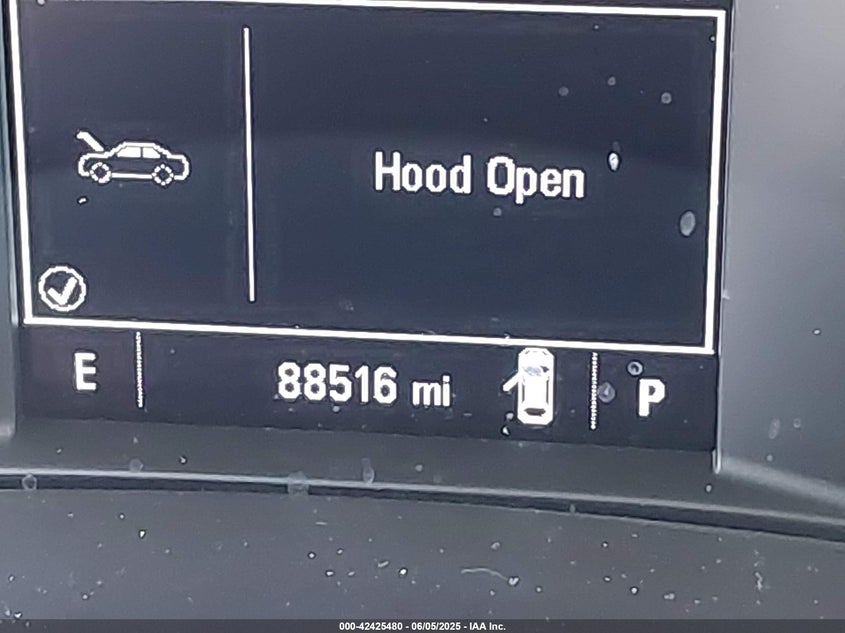 Hood Open
E
88516 mi
P
000-42425480 - 06/05/2025 - IAA Inc.